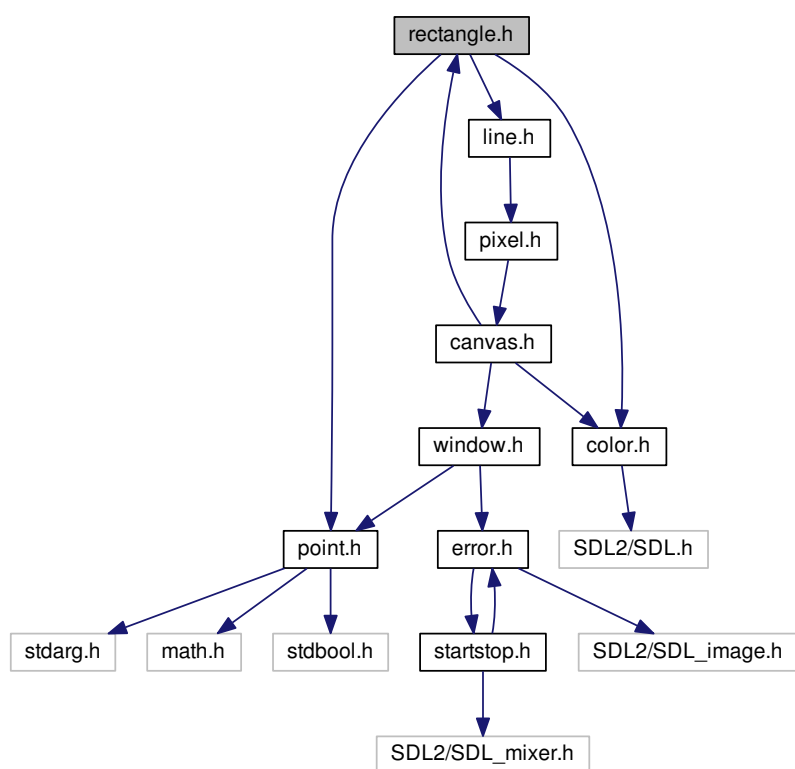 rectangle.h
line.h
pixel.h
canvas.h
window.h
color.h
point.h
error.h
SDL2/SDL.h
stdarg.h
math.h
stdbool.h
startstop.h
SDL2/SDL_image.h
SDL2/SDL_mixer.h